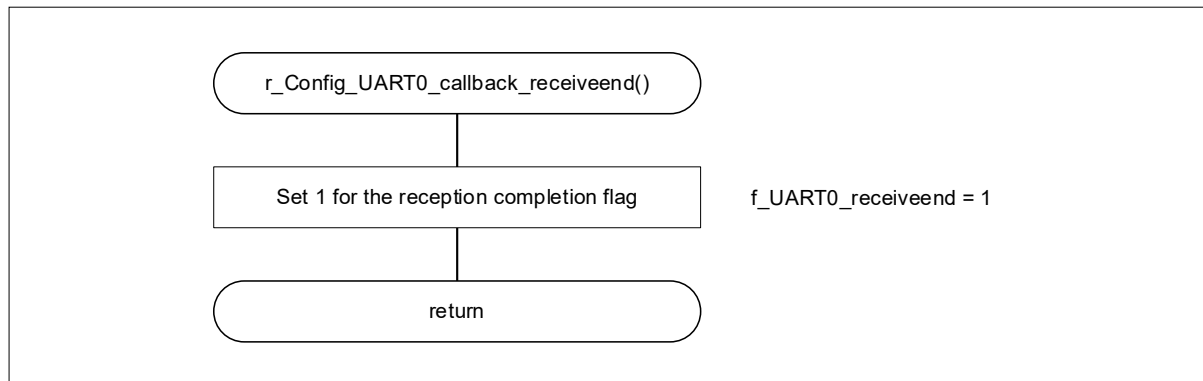 r_Config_UART0_callback_receiveend()
Set 1 for the reception completion flag
f_UART0_receiveend = 1
return